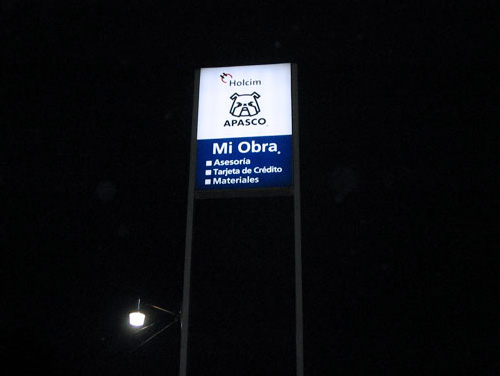 Holcim
APASCO
Mi Obra
Asesoría
Tarjeta de Crédito
Materiales